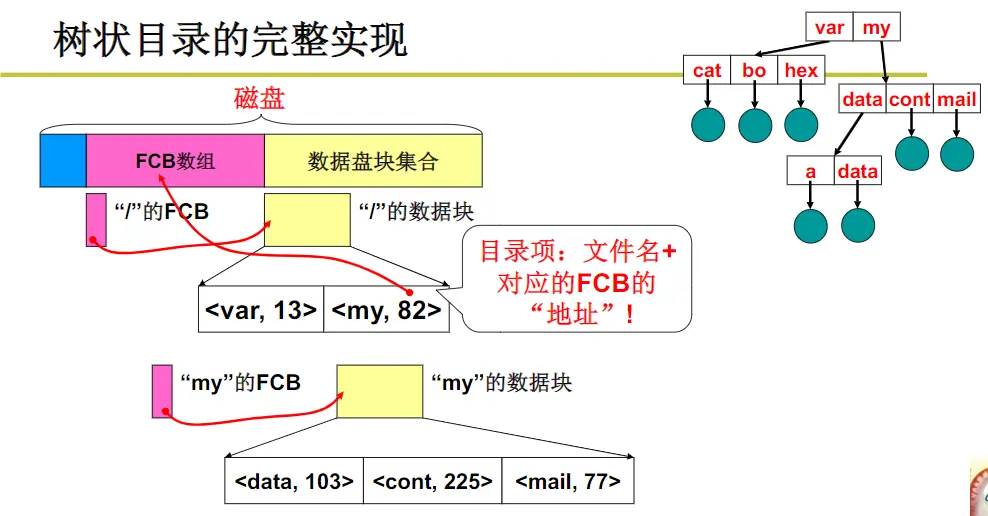 树状目录的完整实现
var my
cat bo hex
data cont mail
a data
磁盘
FCB数组 数据盘块集合
“/”的FCB “/”的数据块
目录项：文件名+
对应的FCB的
“地址”！
<var, 13> <my, 82>
“my”的FCB “my”的数据块
<data, 103> <cont, 225> <mail, 77>